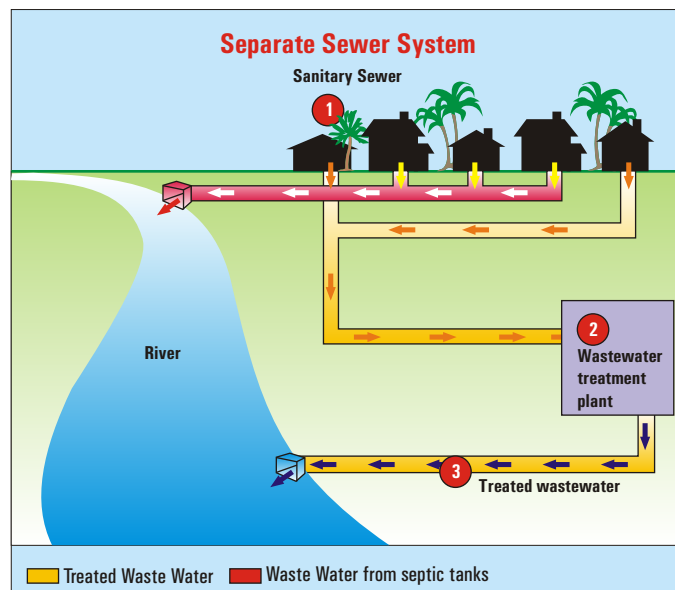 Separate Sewer System
Sanitary Sewer
1
2
Wastewater
treatment
plant
River
3
Treated wastewater
Treated Waste Water
Waste Water from septic tanks